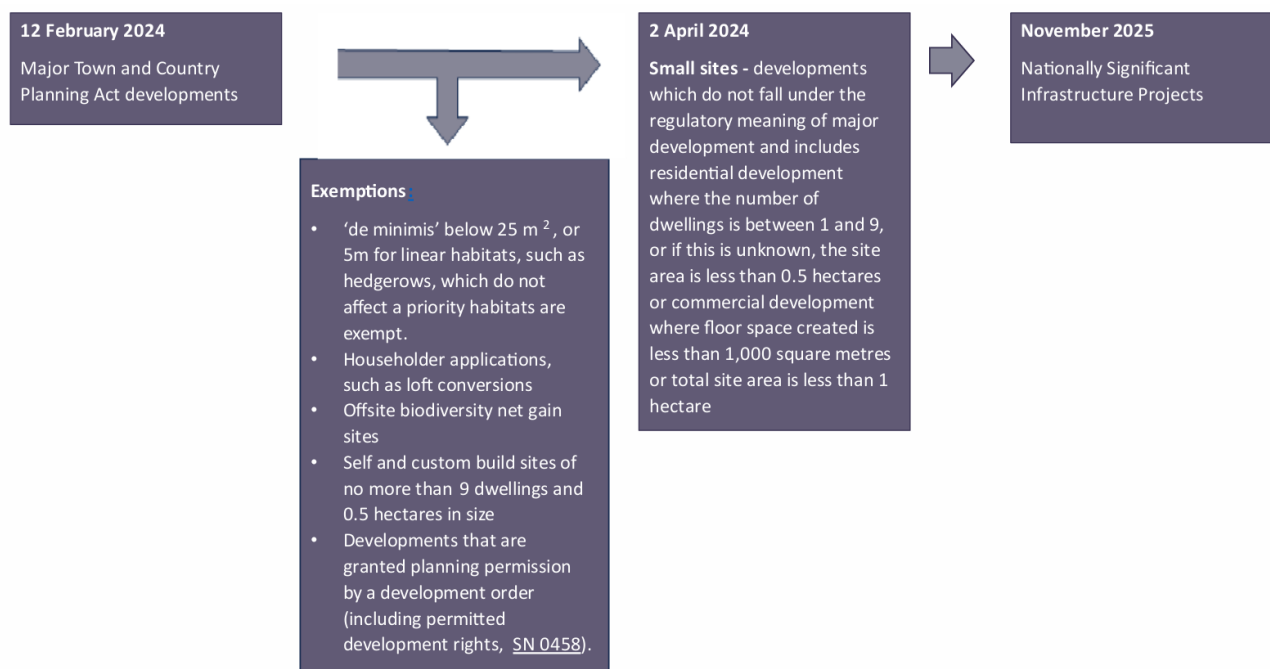 12 February 2024
Major Town and Country
Planning Act developments
Exemptions:
• ‘de minimis’ below 25 m ², or
5m for linear habitats, such as
hedgerows, which do not
affect a priority habitats are
exempt.
• Householder applications,
such as loft conversions
• Offsite biodiversity net gain
sites
• Self and custom build sites of
no more than 9 dwellings and
0.5 hectares in size
• Developments that are
granted planning permission
by a development order
(including permitted
development rights, SN 0458).
2 April 2024
Small sites - developments
which do not fall under the
regulatory meaning of major
development and includes
residential development
where the number of
dwellings is between 1 and 9,
or if this is unknown, the site
area is less than 0.5 hectares
or commercial development
where floor space created is
less than 1,000 square metres
or total site area is less than 1
hectare
November 2025
Nationally Significant
Infrastructure Projects